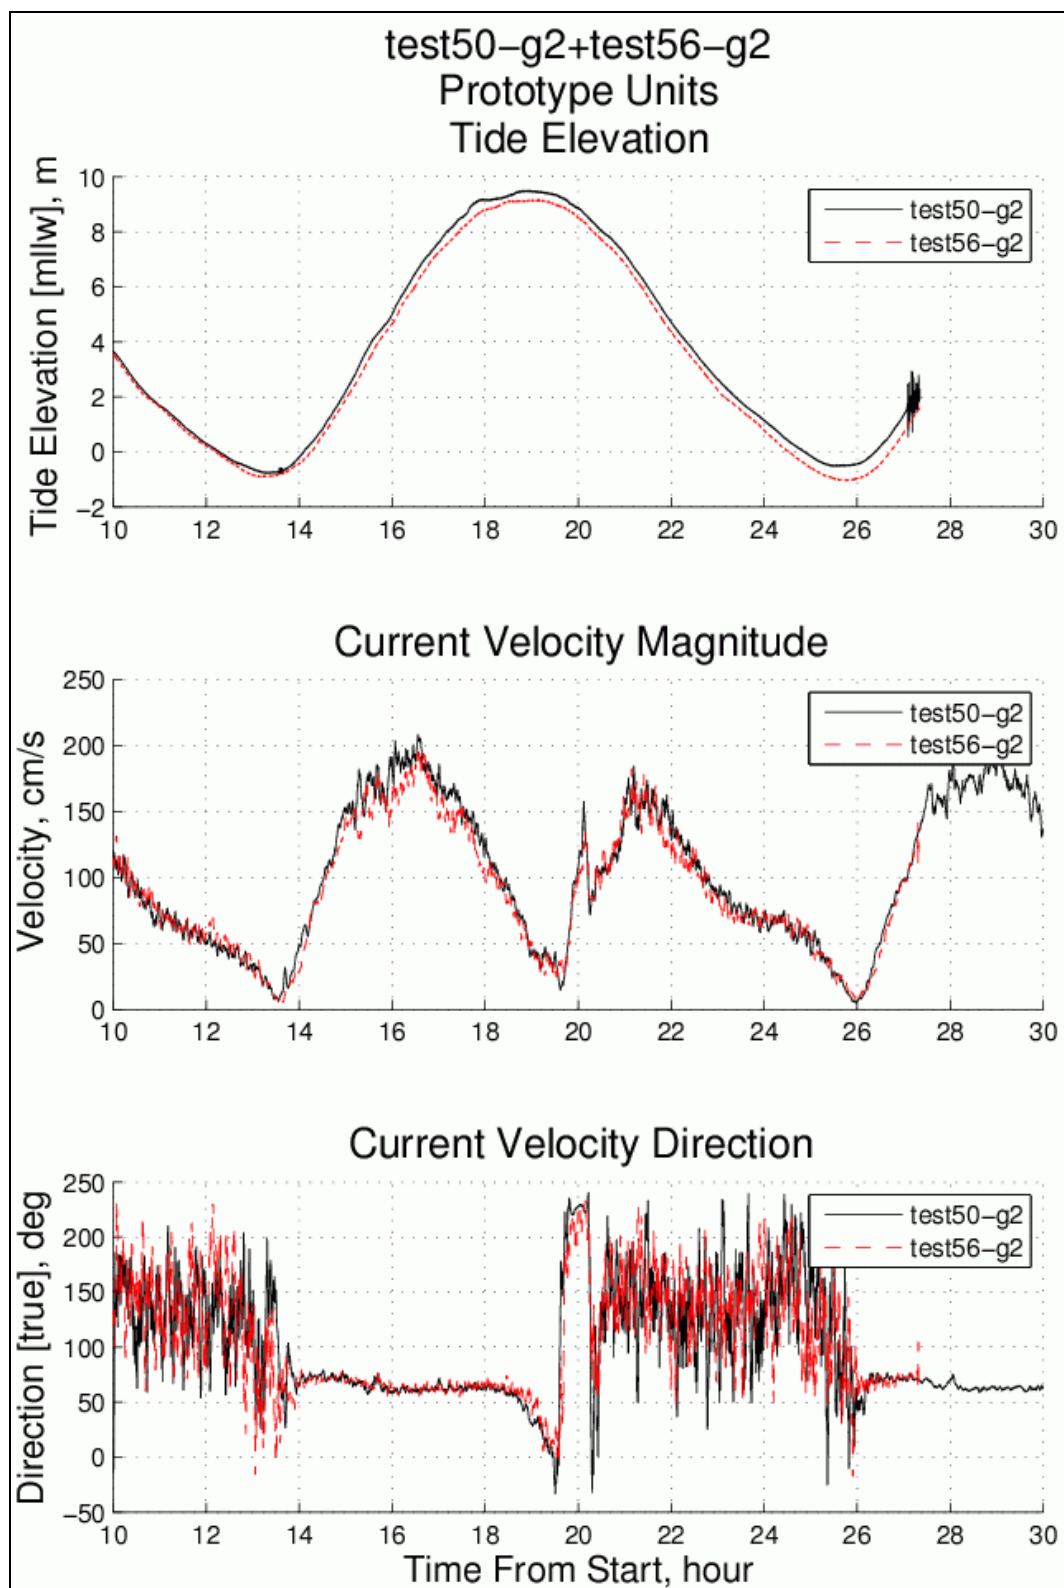 test50-g2+test56-g2
Prototype Units
Tide Elevation
Tide Elevation [mllw], m
10
8
6
4
2
0
−2
test50−g2
test56−g2
10 12 14 16 18 20 22 24 26 28 30
Current Velocity Magnitude
Velocity, cm/s
250
200
150
100
50
0
test50−g2
test56−g2
10 12 14 16 18 20 22 24 26 28 30
Current Velocity Direction
Direction [true], deg
250
200
150
100
50
0
−50
test50−g2
test56−g2
10 12 14 16 18 20 22 24 26 28 30
Time From Start, hour